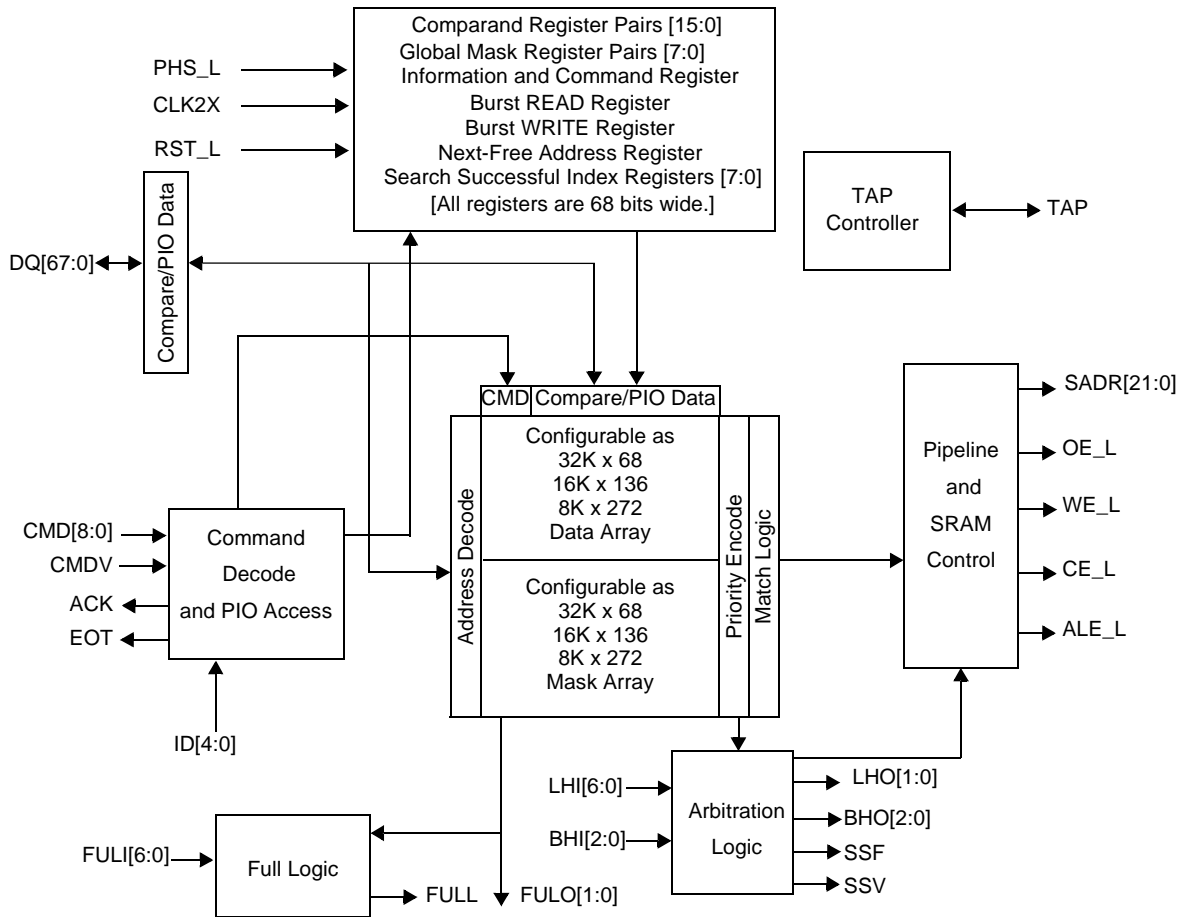 Comparand Register Pairs [15:0]
Global Mask Register Pairs [7:0]
Information and Command Register
Burst READ Register
Burst WRITE Register
Next-Free Address Register
Search Successful Index Registers [7:0]
[All registers are 68 bits wide.]
PHS_L
CLK2X
RST_L
TAP
Controller
TAP
DQ[67:0]
Compare/PIO Data
CMD
Compare/PIO Data
Address Decode
Configurable as
32K x 68
16K x 136
8K x 272
Data Array
Configurable as
32K x 68
16K x 136
8K x 272
Mask Array
Priority Encode
Match Logic
Pipeline
and
SRAM
Control
SADR[21:0]
OE_L
WE_L
CE_L
ALE_L
CMD[8:0]
CMDV
ACK
EOT
Command
Decode
and PIO Access
ID[4:0]
LHI[6:0]
BHI[2:0]
Arbitration
Logic
LHO[1:0]
BHO[2:0]
SSF
SSV
FULI[6:0]
Full Logic
FULL
FULO[1:0]